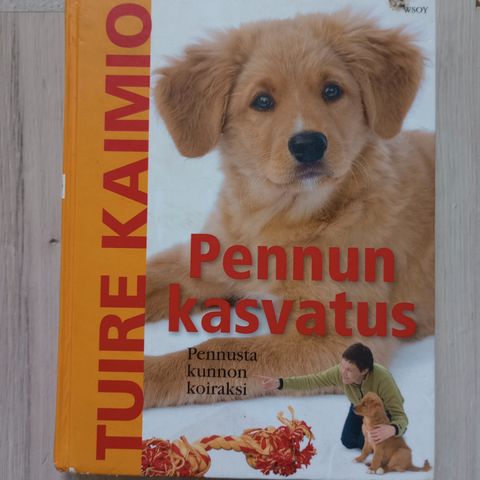 WSOY
TUIRE KAIMIO
Pennun
kasvatus
Pennusta
kunnon
koiraksi